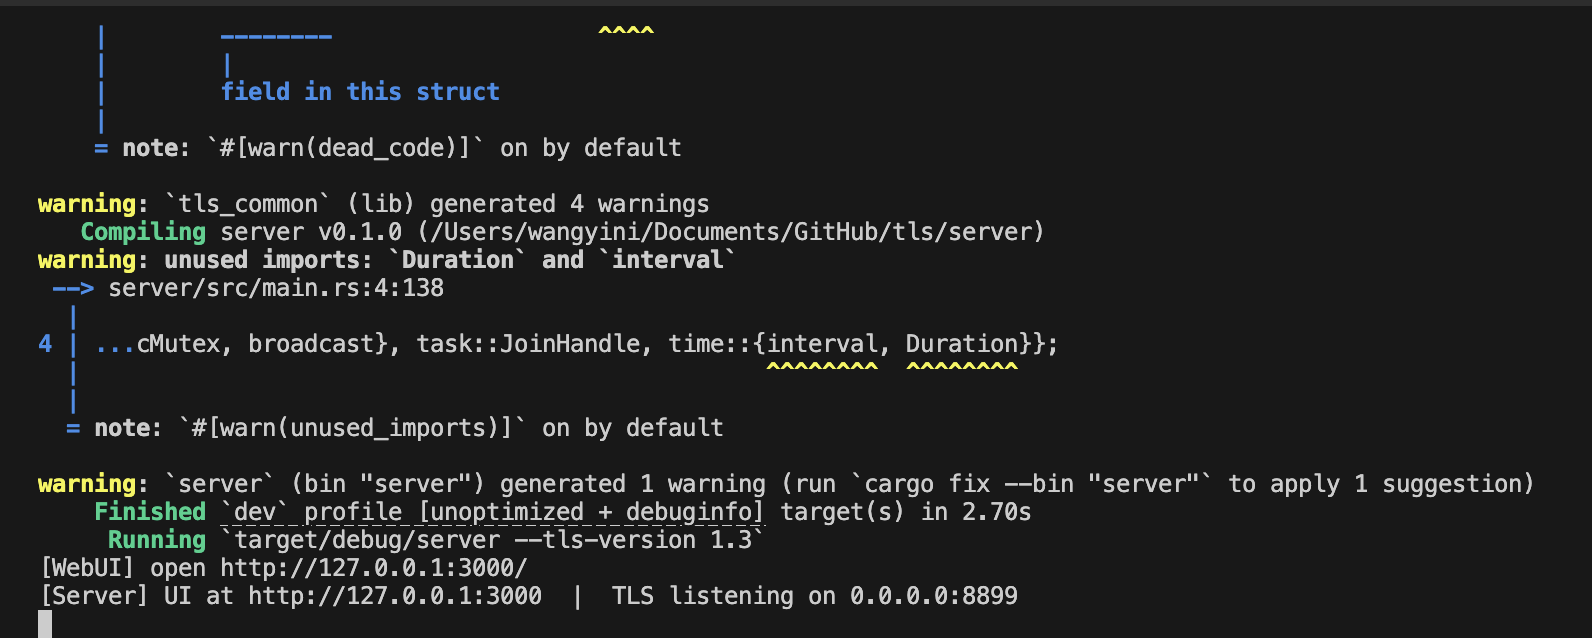 |        --------                   ^^^^
|        |
|        field in this struct
|
= note: `#[warn(dead_code)]` on by default
warning: `tls_common` (lib) generated 4 warnings
Compiling server v0.1.0 (/Users/wangyini/Documents/GitHub/tls/server)
warning: unused imports: `Duration` and `interval`
--> server/src/main.rs:4:138
|
4 | ...cMutex, broadcast}, task::JoinHandle, time::{interval, Duration}};
|                                                 ^^^^^^^^  ^^^^^^^^
|
= note: `#[warn(unused_imports)]` on by default
warning: `server` (bin "server") generated 1 warning (run `cargo fix --bin "server"` to apply 1 suggestion)
Finished `dev` profile [unoptimized + debuginfo] target(s) in 2.70s
Running `target/debug/server --tls-version 1.3`
[WebUI] open http://127.0.0.1:3000/
[Server] UI at http://127.0.0.1:3000  |  TLS listening on 0.0.0.0:8899